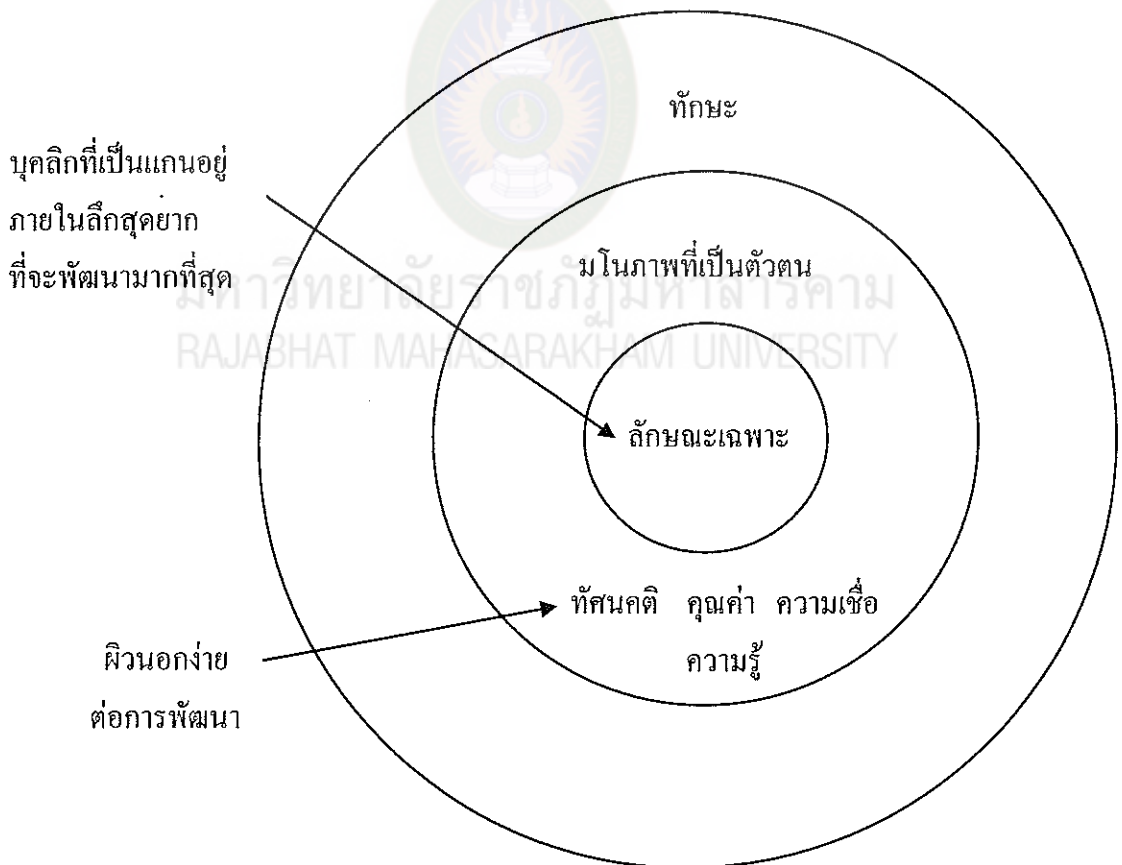 ทักษะ
บุคลิกที่เป็นแกนอยู่
ภายในลึกสุดยาก
ที่จะพัฒนามากที่สุด
มโนภาพที่เป็นตัวตน
มหาวิทยาลัยราชภัฏมหาสารคาม
RAJABHAT MAHASARAKHAM UNIVERSITY
ลักษณะเฉพาะ
ทัศนคติ คุณค่า ความเชื่อ
ความรู้
ผิวนอกง่าย
ต่อการพัฒนา